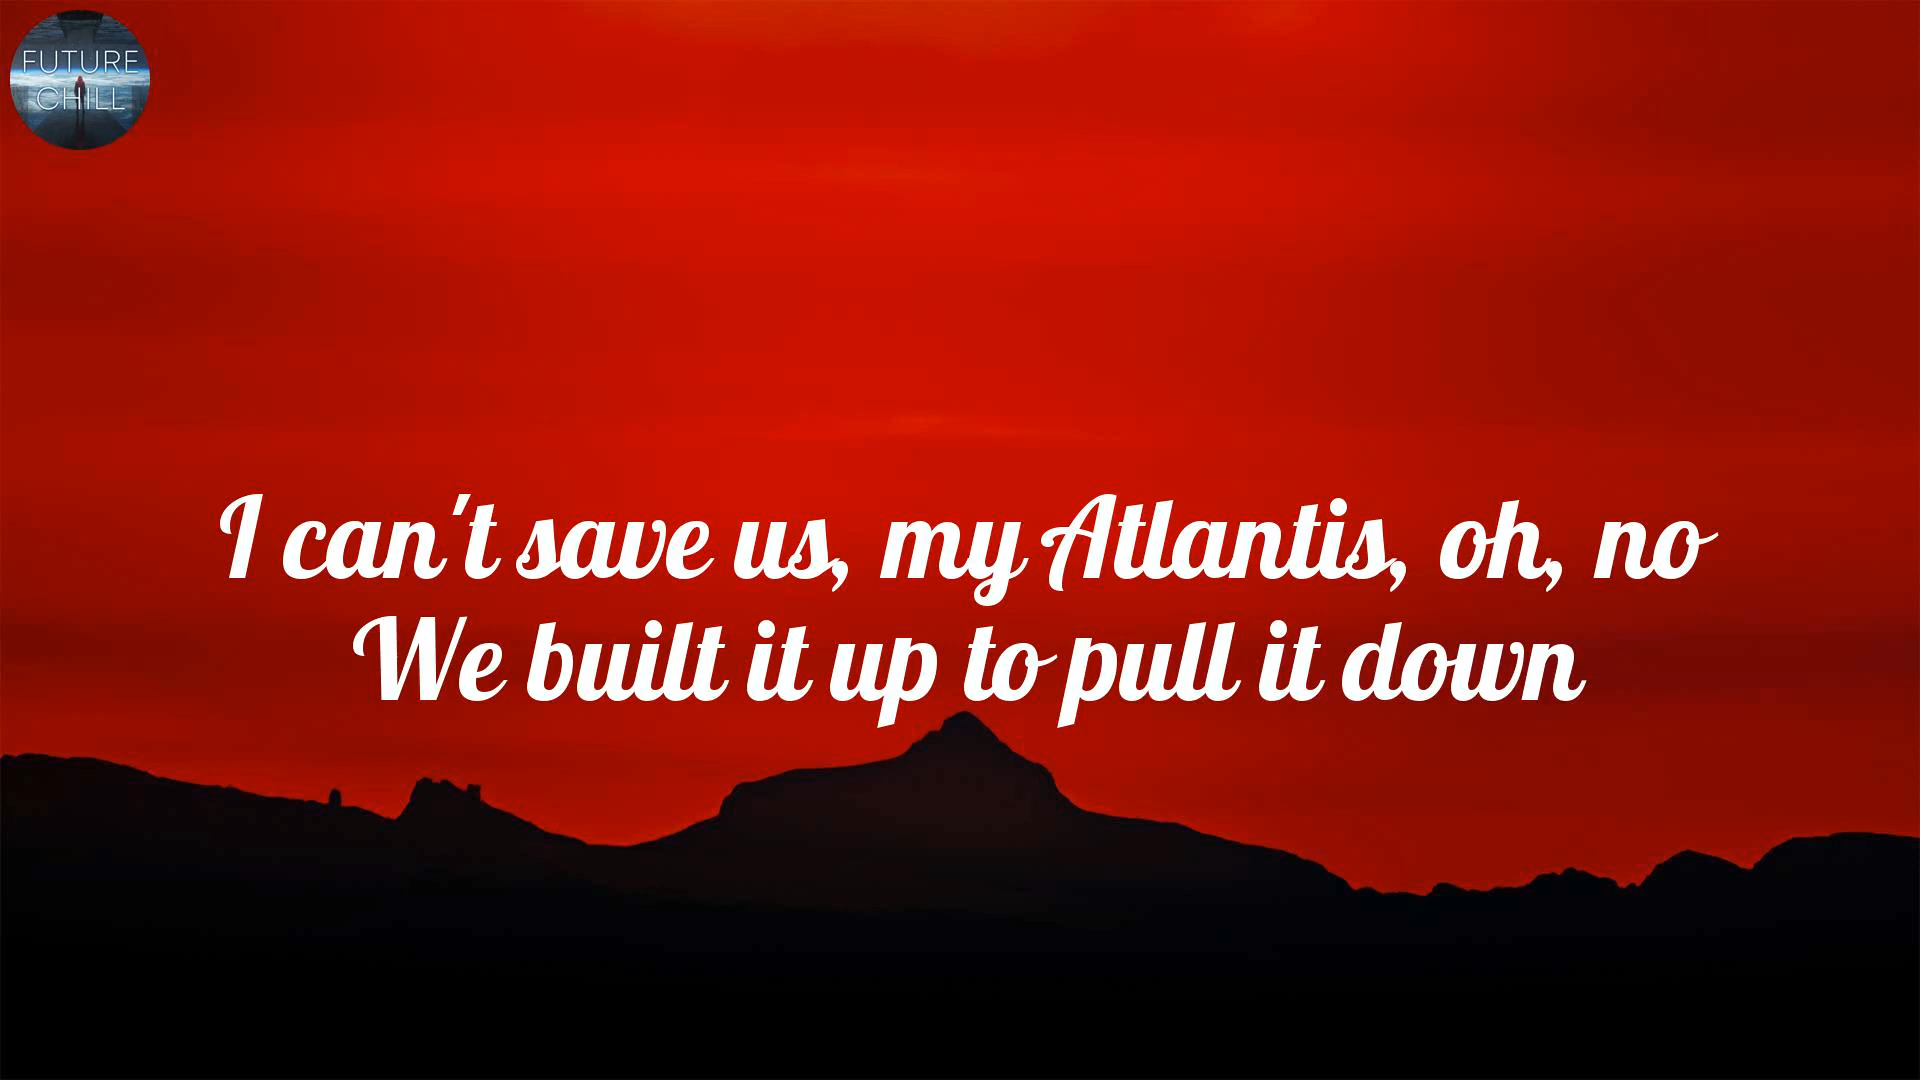 FUTURE
CHILL
I can't save us, my Atlantis, oh, no
We built it up to pull it down